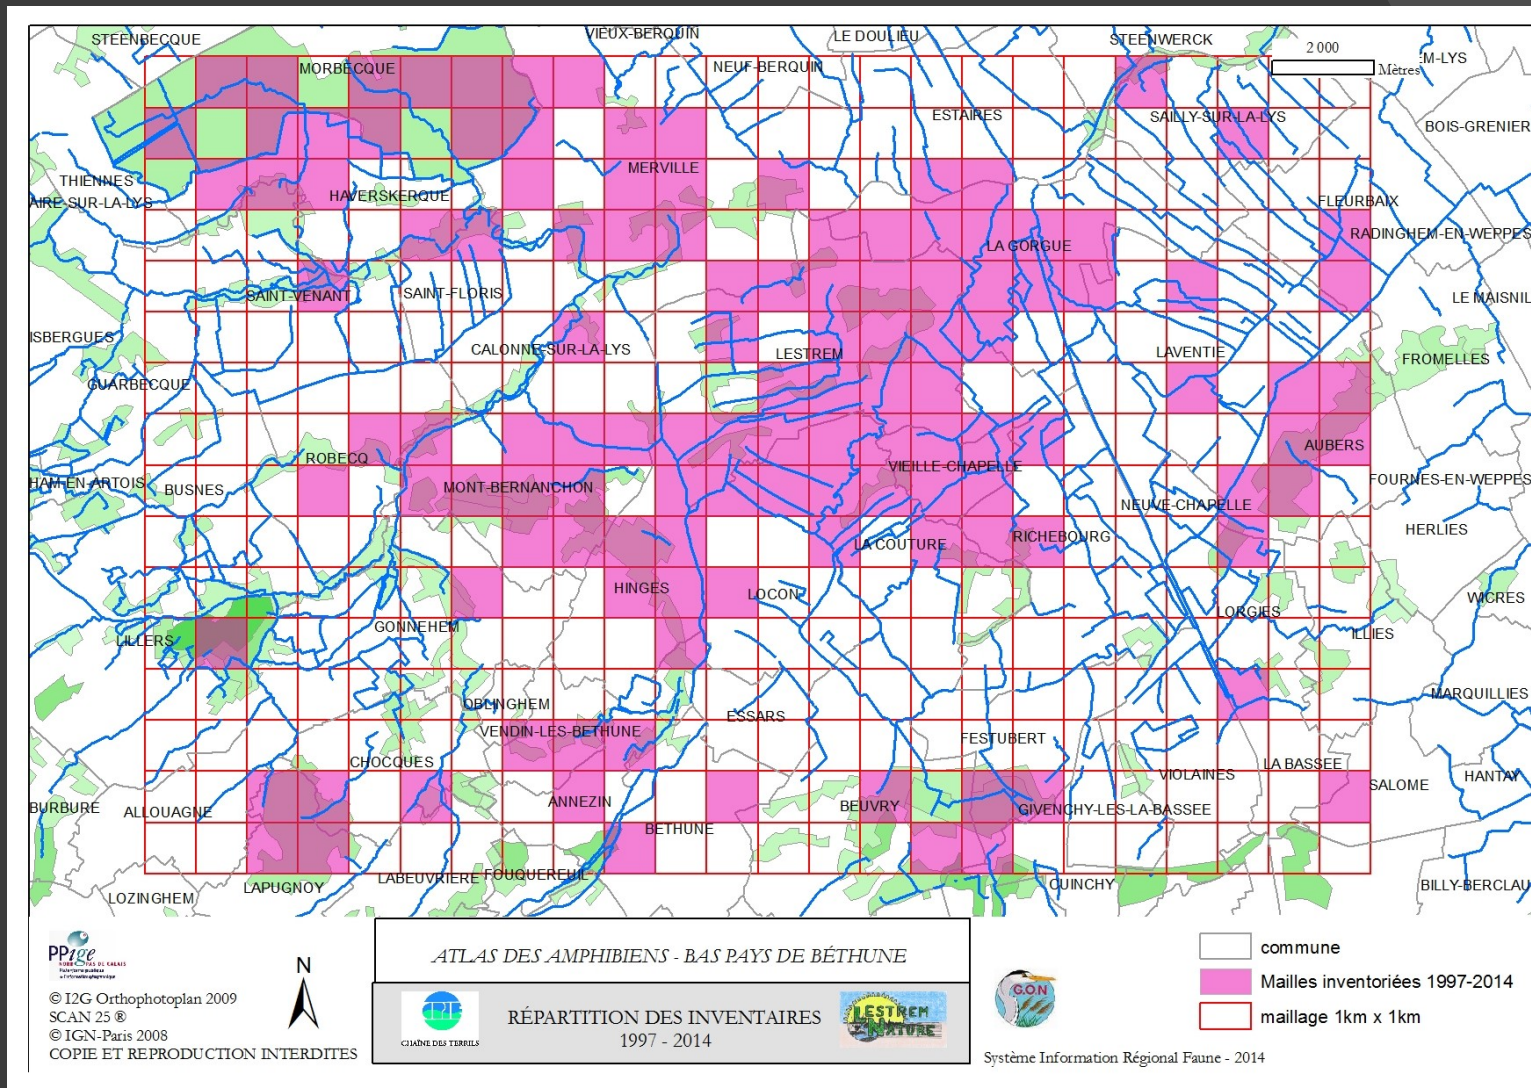 STEENBECQUE
VIEUX-BERQUIN
LE DOULIEU
STEENWERCK
2 000
Mètres
M-LYS
MORBECQUE
NEUF-BERQUIN
ESTAIRES
SAILLY-SUR-LA-LYS
BOIS-GRENIER
THIENNES
MERVILLE
AIRE-SUR-LA-LYS
HAVERSKERQUE
FLEURBAIX
RADINGHEM-EN-WEPPES
LA GORGUE
SAINT-VENANT
SAINT-FLORIS
LE MAISNIL
ISBERGUES
CALONNE-SUR-LA-LYS
LESTREM
LAVENTIE
FROMELLES
GUARBECQUE
AUBERS
ROBECQ
VIEILLE-CHAPELLE
HAM-EN-ARTOIS
BUSNES
MONT-BERNANCHON
FOURNES-EN-WEPPES
NEUVE-CHAPELLE
HERLIES
LA COUTURE
RICHEBOURG
HINGES
LOCON
WICRES
LORGIES
LILLERS
GONNEHEM
ILLIES
OBLINGHEM
MARQUILLIES
ESSARS
VENDIN-LES-BETHUNE
FESTUBERT
CHOCQUES
LA BASSEE
VIOLAINES
HANTAY
SALOME
BURBURE
ALLOUAGNE
ANNEZIN
BEUVRY
GIVENCHY-LES-LA-BASSEE
BETHUNE
LAPUGNOY
LABEUVRIERE
FOUQUEREUIL
CUINCHY
BILLY-BERCLAU
LOZINGHEM
PPige
© I2G Orthophotoplan 2009
SCAN 25 ®
© IGN-Paris 2008
COPIE ET REPRODUCTION INTERDITES
N
ATLAS DES AMPHIBIENS - BAS PAYS DE BÉTHUNE
CHAÎNE DES TERRILS
RÉPARTITION DES INVENTAIRES
1997 - 2014
LESTREM
NATURE
G.O.N
commune
Mailles inventoriées 1997-2014
maillage 1km x 1km
Système Information Régional Faune - 2014